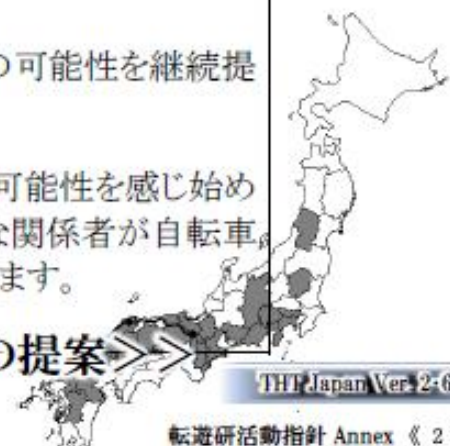 の可能性を継続提
可能性を感じ始め
な関係者が自転車
ます。
の提案>>
THT Japan Ver. 2-6
転遊研活動指針 Annex 《 2